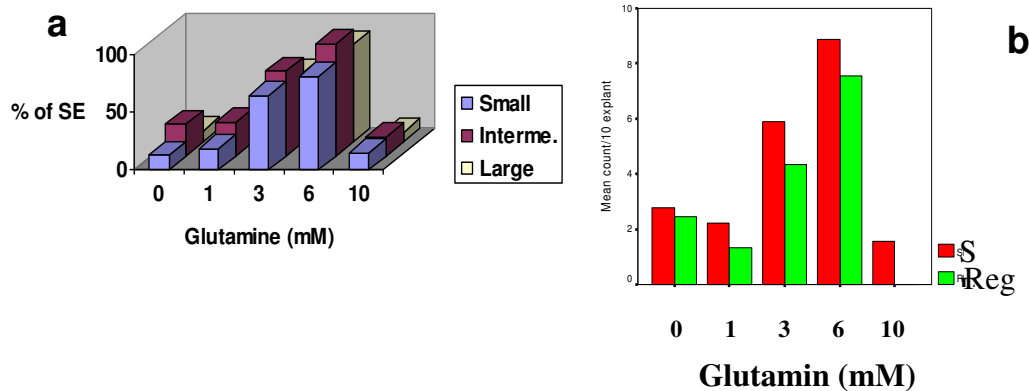 a
100
50
0
% of SE
0 1 3 6 10
Glutamine (mM)
Small
Interme.
Large
b
10
8
6
4
2
0
Mean count/10 explant
S
Reg
0 1 3 6 10
Glutamin (mM)